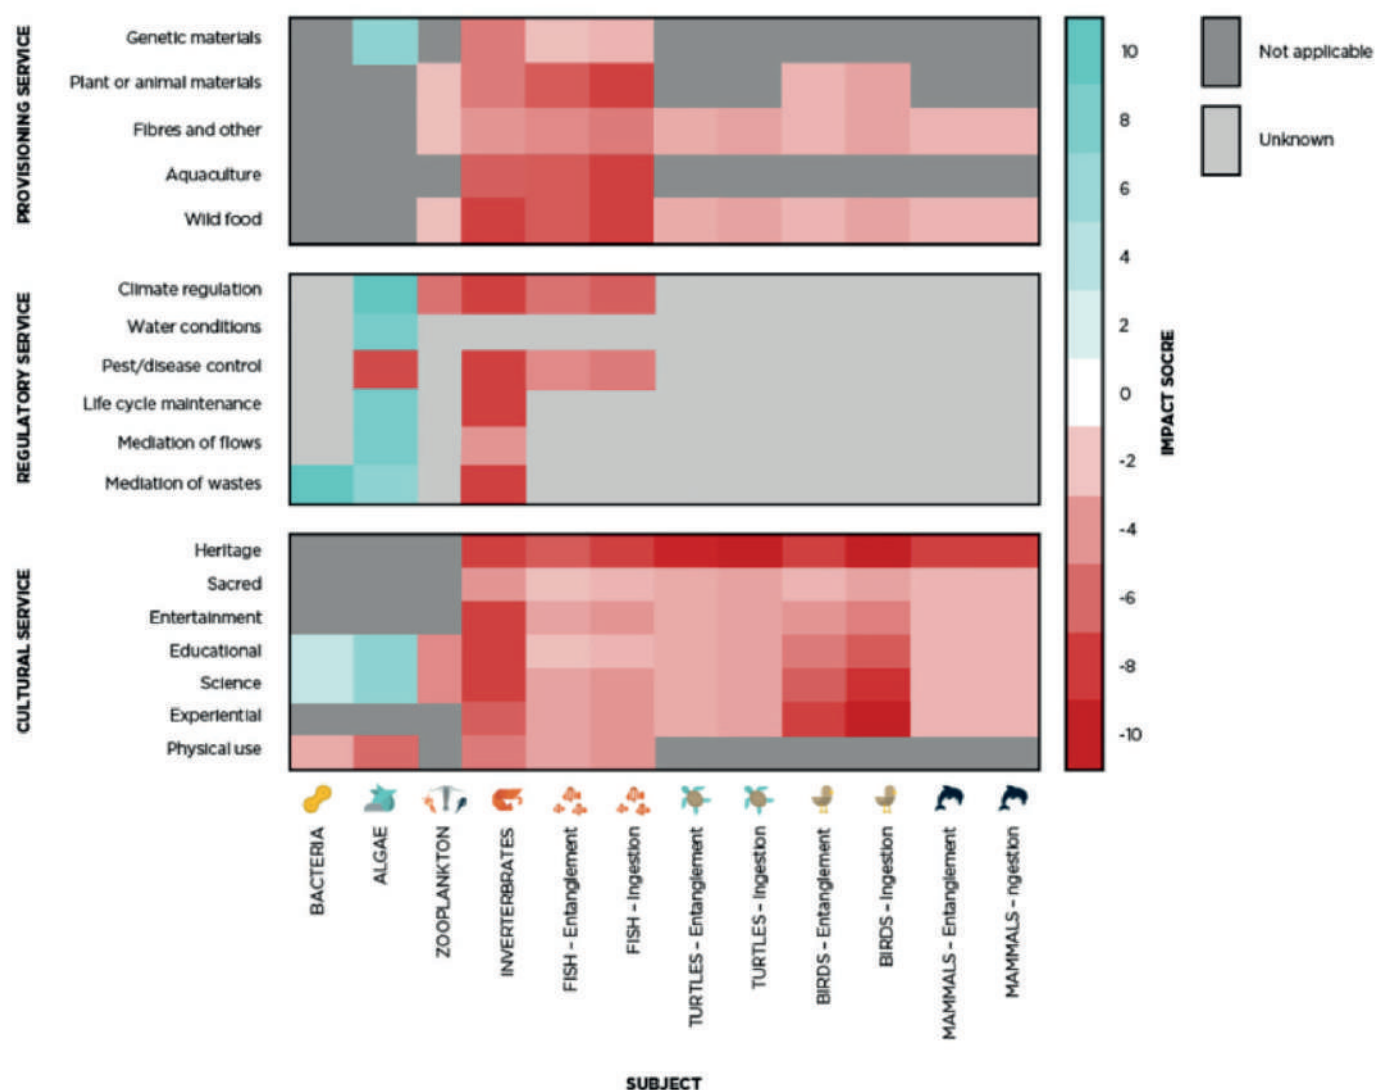 PROVISIONING SERVICE
Genetic materials
Plant or animal materials
Fibres and other
Aquaculture
Wild food
REGULATORY SERVICE
Climate regulation
Water conditions
Pest/disease control
Life cycle maintenance
Mediation of flows
Mediation of wastes
CULTURAL SERVICE
Heritage
Sacred
Entertainment
Educational
Science
Experiential
Physical use
BACTERIA
ALGAE
ZOOPLANKTON
INVERTERBRATES
FISH – Entanglement
FISH – Ingestion
TURTLES – Entanglement
TURTLES – Ingestion
BIRDS – Entanglement
BIRDS – Ingestion
MAMMALS – Entanglement
MAMMALS – ngestion
SUBJECT
10
8
6
4
2
0
-2
-4
-6
-8
-10
IMPACT SOCRE
Not applicable
Unknown